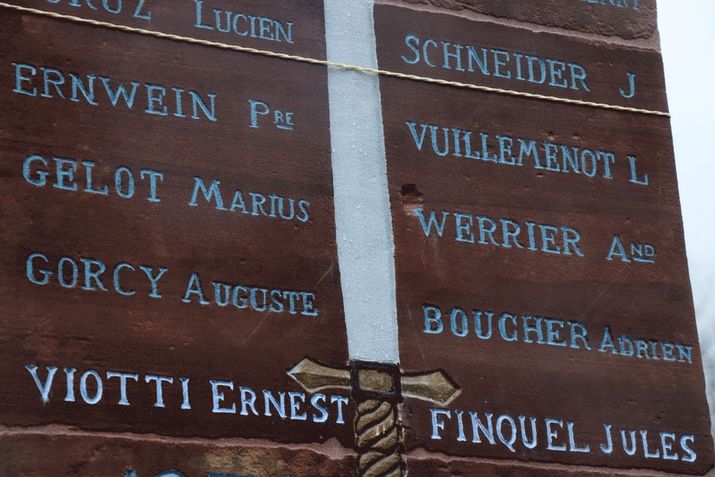 LUCIEN
ERNWEIN PRE
GELOT MARIUS
GORCY AUGUSTE
VIOTTI ERNEST
SCHNEIDER J
VUILLEMENOT L
WERRIER AND
BOUCHER ADRIEN
FINQUEL JULES